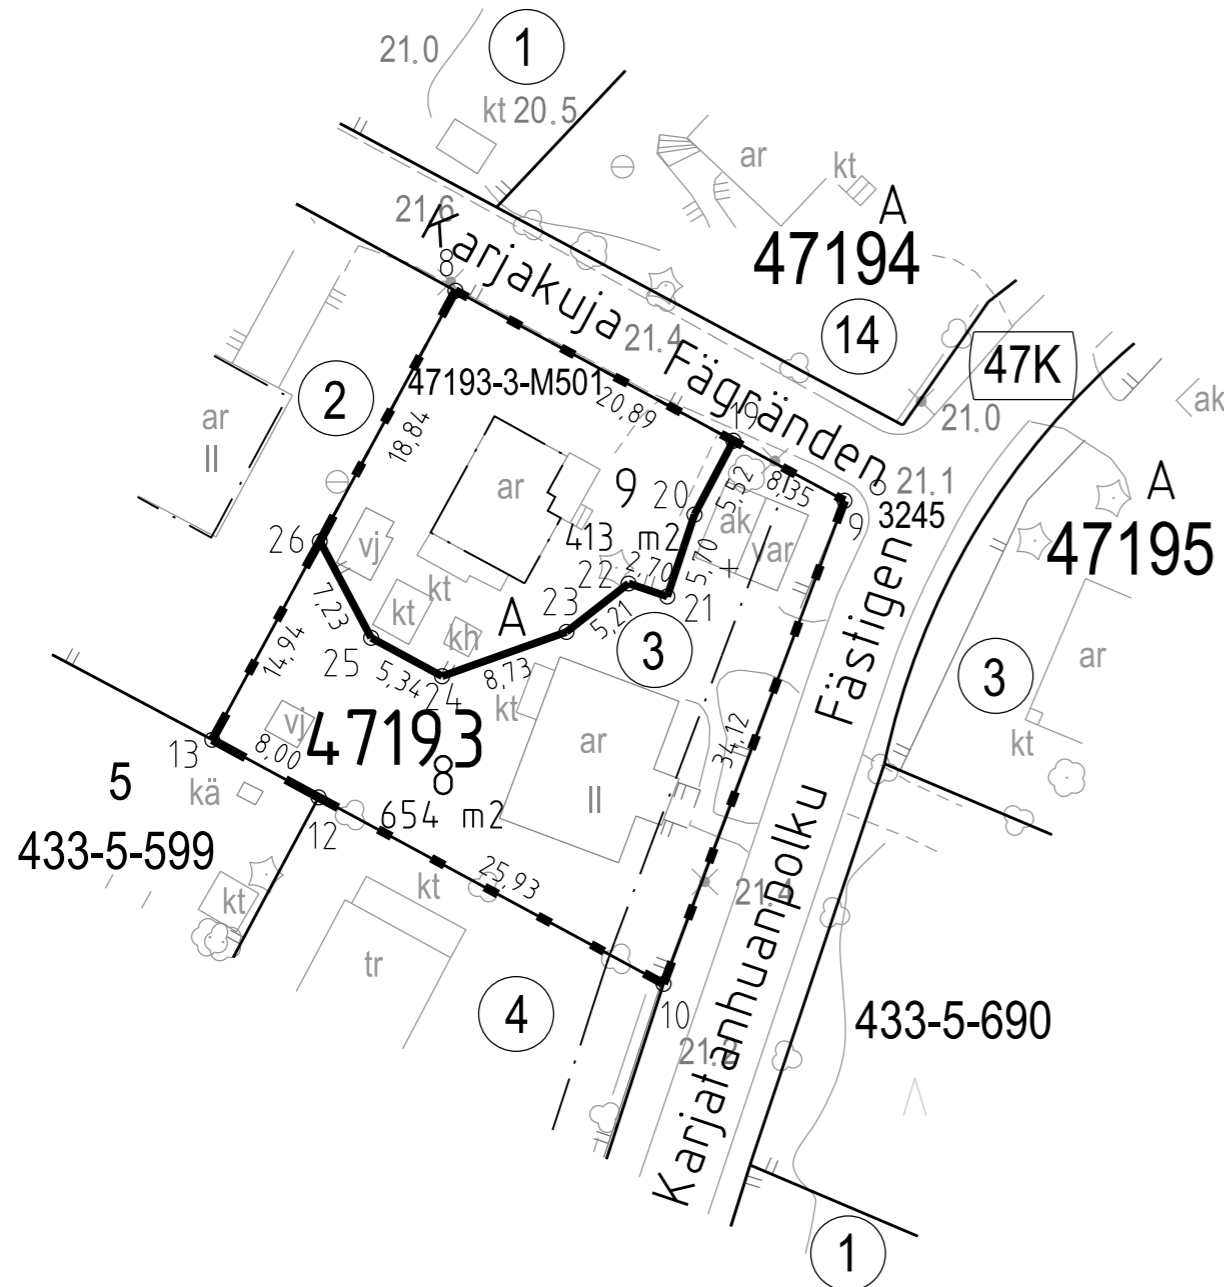 1
21.0
kt 20.5
ar
kt
A
47194
21.6
8
Karjakuja Fägränden
14
21.4
47K
21.0
ak
2
47193-3-M501
20,89
19
ar
II
18,84
ar
9
413 m2
20
5,52
8,35
9
21.1
3245
A
47195
ak
var
26
vj
kt
kt
kh
A
22
2,70
5,70
21
23
5,21
3
7,23
25
5,34
24
8,73
kt
14,94
vj
47193
8
654 m2
ar
II
34,12
Karjatanhuanpolku Fästigen
3
ar
kt
13
8,00
5
kä
433-5-599
12
25,93
kt
kt
tr
21.4
4
10
21.2
433-5-690
1